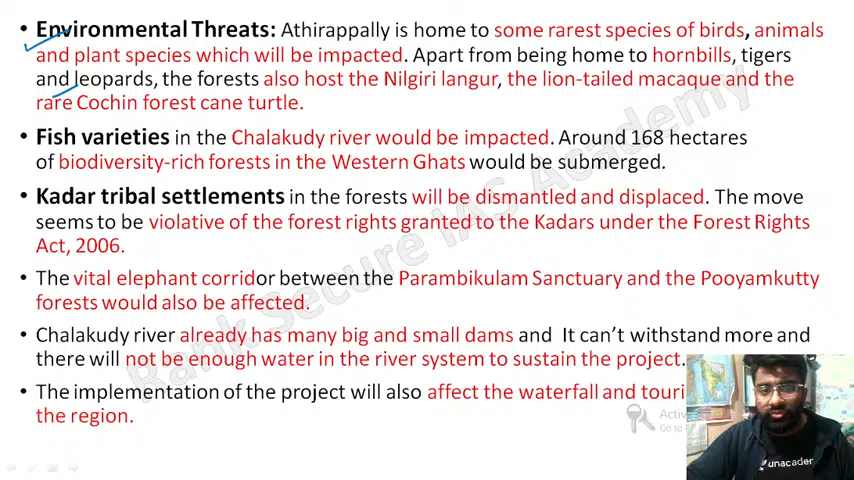 • Environmental Threats: Athirappally is home to some rarest species of birds, animals
and plant species which will be impacted. Apart from being home to hornbills, tigers
and leopards, the forests also host the Nilgiri langur, the lion-tailed macaque and the
rare Cochin forest cane turtle.
• Fish varieties in the Chalakudy river would be impacted. Around 168 hectares
of biodiversity-rich forests in the Western Ghats would be submerged.
• Kadar tribal settlements in the forests will be dismantled and displaced. The move
seems to be violative of the forest rights granted to the Kadars under the Forest Rights
Act, 2006.
• The vital elephant corridor between the Parambikulam Sanctuary and the Pooyamkutty
forests would also be affected.
• Chalakudy river already has many big and small dams and It can't withstand more and
there will not be enough water in the river system to sustain the project.
• The implementation of the project will also affect the waterfall and touri
the region.
Rank Secure IAS Academy
Activ
Go to
unacade